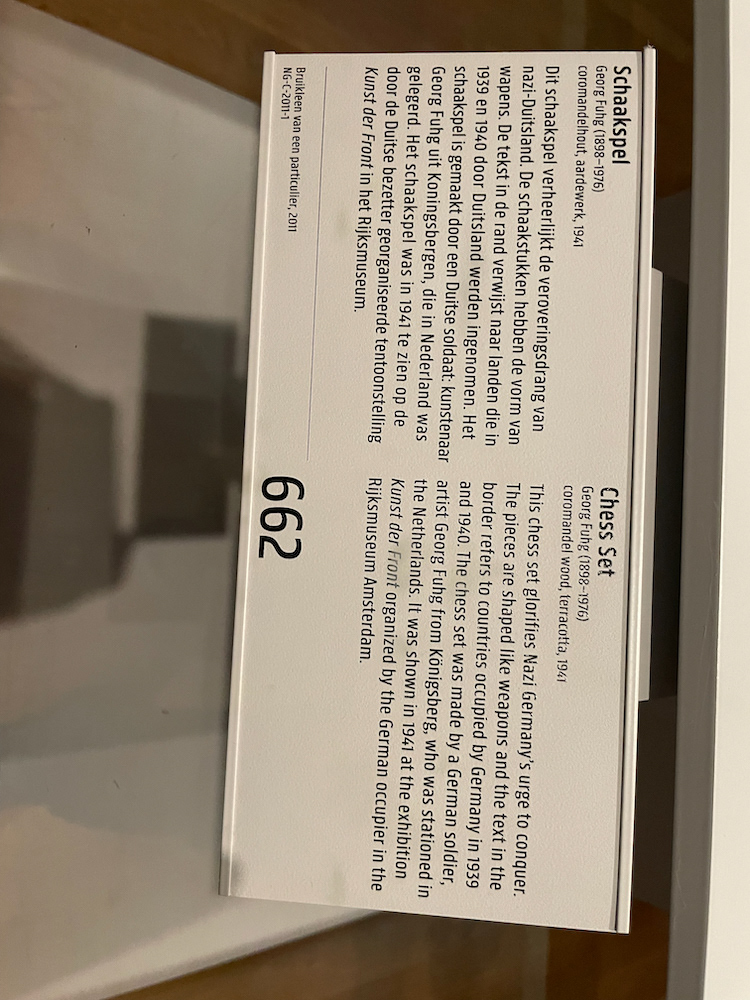 Schaakspel
Georg Fuhg (1898–1976)
coromandelhout, aardewerk, 1941
Dit schaakspel verheerlijkt de veroveringsdrang van
nazi-Duitsland. De schaakstukken hebben de vorm van
wapens. De tekst in de rand verwijst naar landen die in
1939 en 1940 door Duitsland werden ingenomen. Het
schaakspel is gemaakt door een Duitse soldaat: kunstenaar
Georg Fuhg uit Koningsbergen, die in Nederland was
gelegerd. Het schaakspel was in 1941 te zien op de
door de Duitse bezetter georganiseerde tentoonstelling
Kunst der Front in het Rijksmuseum.
Bruikleen van een particulier, 2011
NG-C-2011-1
Chess Set
Georg Fuhg (1898–1976)
coromandel wood, terracotta, 1941
This chess set glorifies Nazi Germany's urge to conquer.
The pieces are shaped like weapons and the text in the
border refers to countries occupied by Germany in 1939
and 1940. The chess set was made by a German soldier,
artist Georg Fuhg from Königsberg, who was stationed in
the Netherlands. It was shown in 1941 at the exhibition
Kunst der Front organized by the German occupier in the
Rijksmuseum Amsterdam.
662